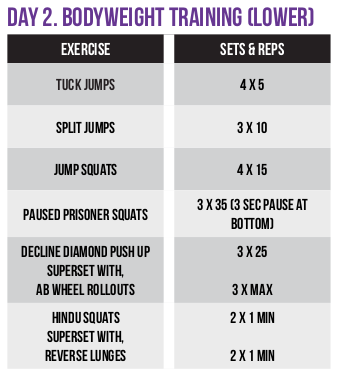 DAY 2. BODYWEIGHT TRAINING (LOWER)
EXERCISE
SETS & REPS
TUCK JUMPS
4 X 5
SPLIT JUMPS
3 X 10
JUMP SQUATS
4 X 15
PAUSED PRISONER SQUATS
3 X 35 (3 SEC PAUSE AT
BOTTOM)
DECLINE DIAMOND PUSH UP
SUPERSET WITH,
AB WHEEL ROLLOUTS
3 X 25
3 X MAX
HINDU SQUATS
SUPERSET WITH,
REVERSE LUNGES
2 X 1 MIN
2 X 1 MIN